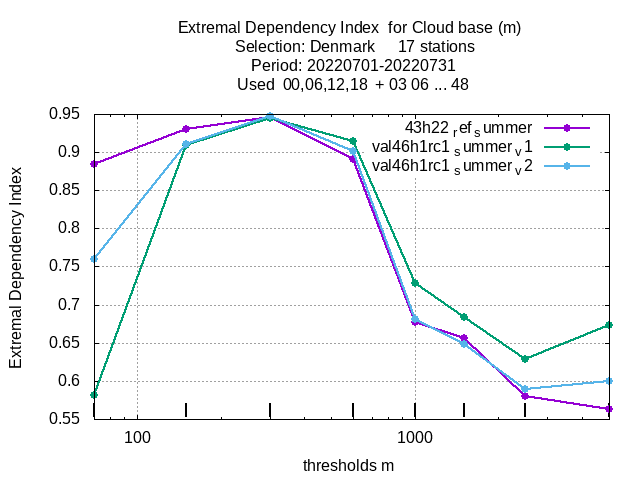 Extremal Dependency Index  for Cloud base (m)
Selection: Denmark     17 stations
Period: 20220701-20220731
Used  00,06,12,18  + 03 06 ... 48
43h22 ref summer
val46h1rc1 summer v1
val46h1rc1 summer v2
Extremal Dependency Index
0.95
0.9
0.85
0.8
0.75
0.7
0.65
0.6
0.55
100 1000
thresholds m